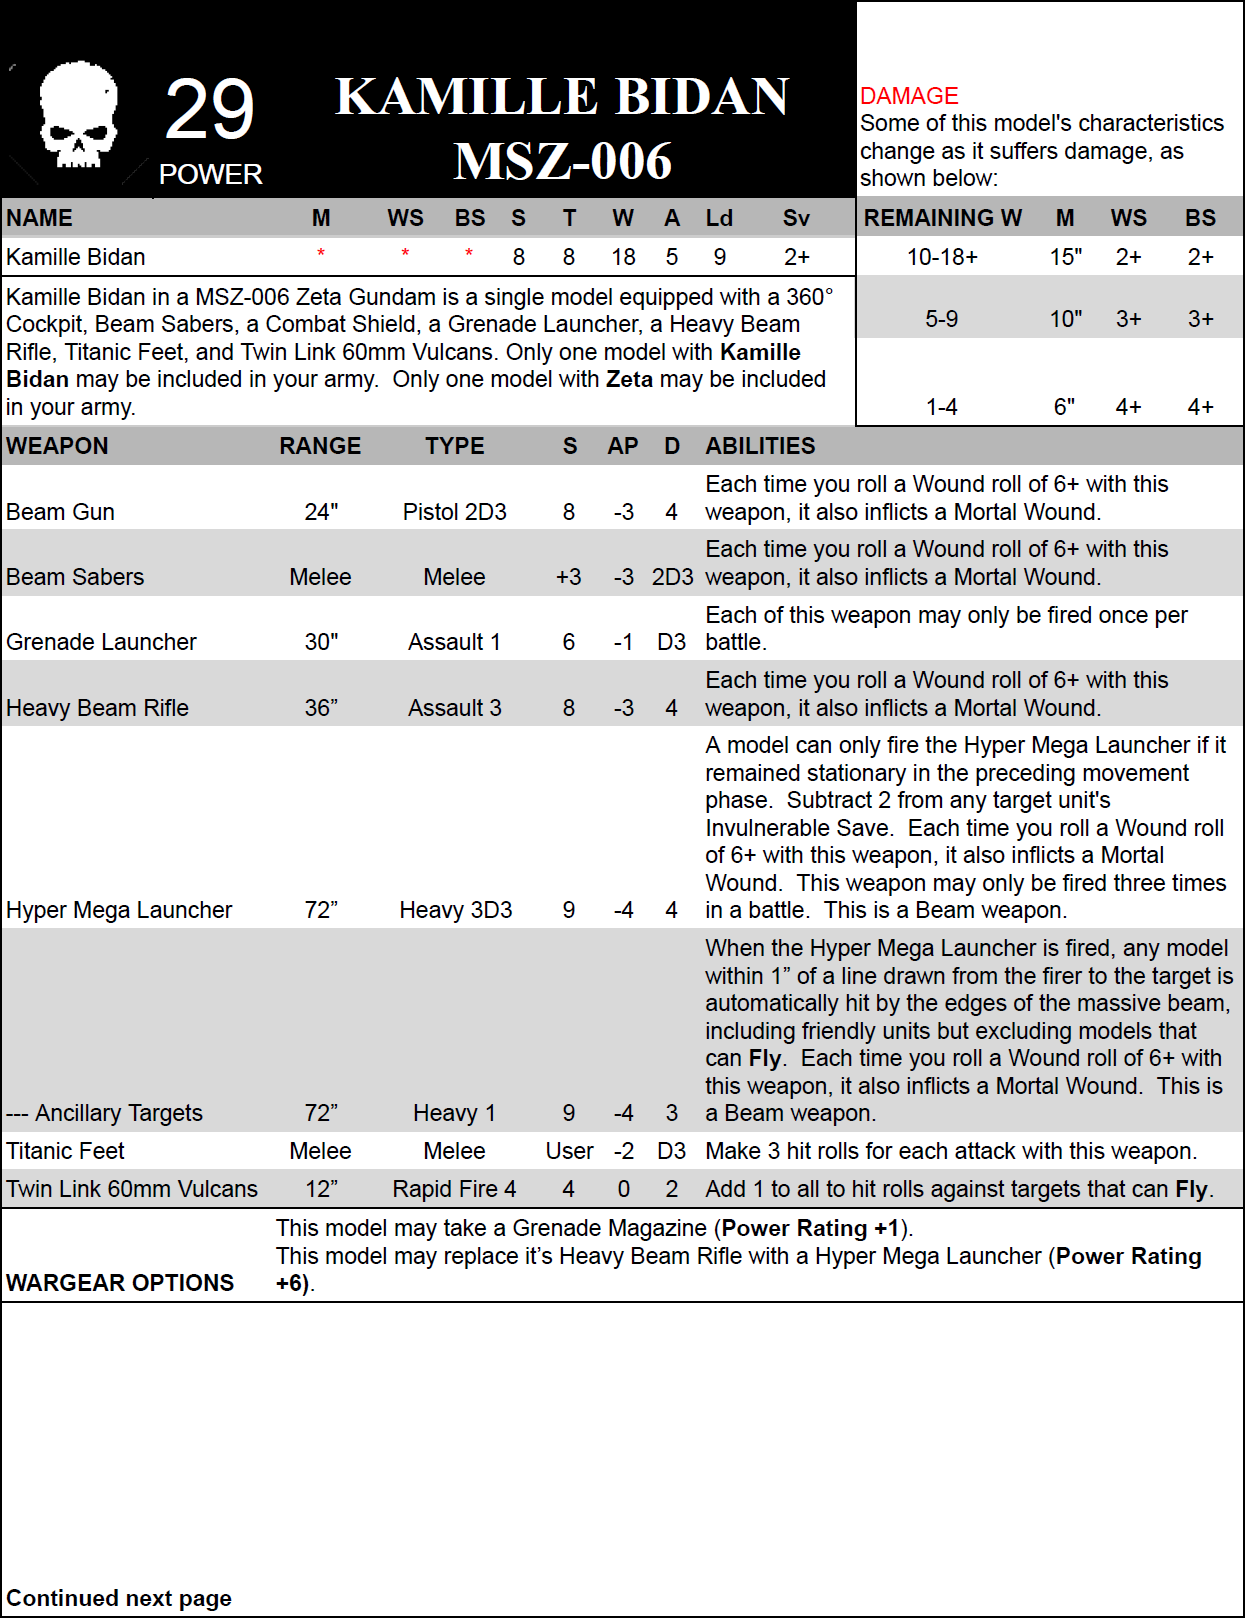 29
POWER
KAMILLE BIDAN
MSZ-006
DAMAGE
Some of this model's characteristics
change as it suffers damage, as
shown below:
NAME M WS BS S T W A Ld Sv
Kamille Bidan * * * 8 8 18 5 9 2+
REMAINING W M WS BS
10-18+ 15" 2+ 2+
5-9 10" 3+ 3+
1-4 6" 4+ 4+
Kamille Bidan in a MSZ-006 Zeta Gundam is a single model equipped with a 360°
Cockpit, Beam Sabers, a Combat Shield, a Grenade Launcher, a Heavy Beam
Rifle, Titanic Feet, and Twin Link 60mm Vulcans. Only one model with Kamille
Bidan may be included in your army.  Only one model with Zeta may be included
in your army.
WEAPON RANGE TYPE S AP D ABILITIES
Each time you roll a Wound roll of 6+ with this
Beam Gun 24" Pistol 2D3 8 -3 4 weapon, it also inflicts a Mortal Wound.
Each time you roll a Wound roll of 6+ with this
Beam Sabers Melee Melee +3 -3 2D3 weapon, it also inflicts a Mortal Wound.
Each of this weapon may only be fired once per
Grenade Launcher 30" Assault 1 6 -1 D3 battle.
Each time you roll a Wound roll of 6+ with this
Heavy Beam Rifle 36” Assault 3 8 -3 4 weapon, it also inflicts a Mortal Wound.
A model can only fire the Hyper Mega Launcher if it
remained stationary in the preceding movement
phase.  Subtract 2 from any target unit's
Invulnerable Save.  Each time you roll a Wound roll
of 6+ with this weapon, it also inflicts a Mortal
Wound.  This weapon may only be fired three times
Hyper Mega Launcher 72” Heavy 3D3 9 -4 4 in a battle.  This is a Beam weapon.
When the Hyper Mega Launcher is fired, any model
within 1” of a line drawn from the firer to the target is
automatically hit by the edges of the massive beam,
including friendly units but excluding models that
can Fly.  Each time you roll a Wound roll of 6+ with
this weapon, it also inflicts a Mortal Wound.  This is
--- Ancillary Targets 72” Heavy 1 9 -4 3 a Beam weapon.
Titanic Feet Melee Melee User -2 D3 Make 3 hit rolls for each attack with this weapon.
Twin Link 60mm Vulcans 12” Rapid Fire 4 4 0 2 Add 1 to all to hit rolls against targets that can Fly.
This model may take a Grenade Magazine (Power Rating +1).
This model may replace it’s Heavy Beam Rifle with a Hyper Mega Launcher (Power Rating
WARGEAR OPTIONS +6).
Continued next page